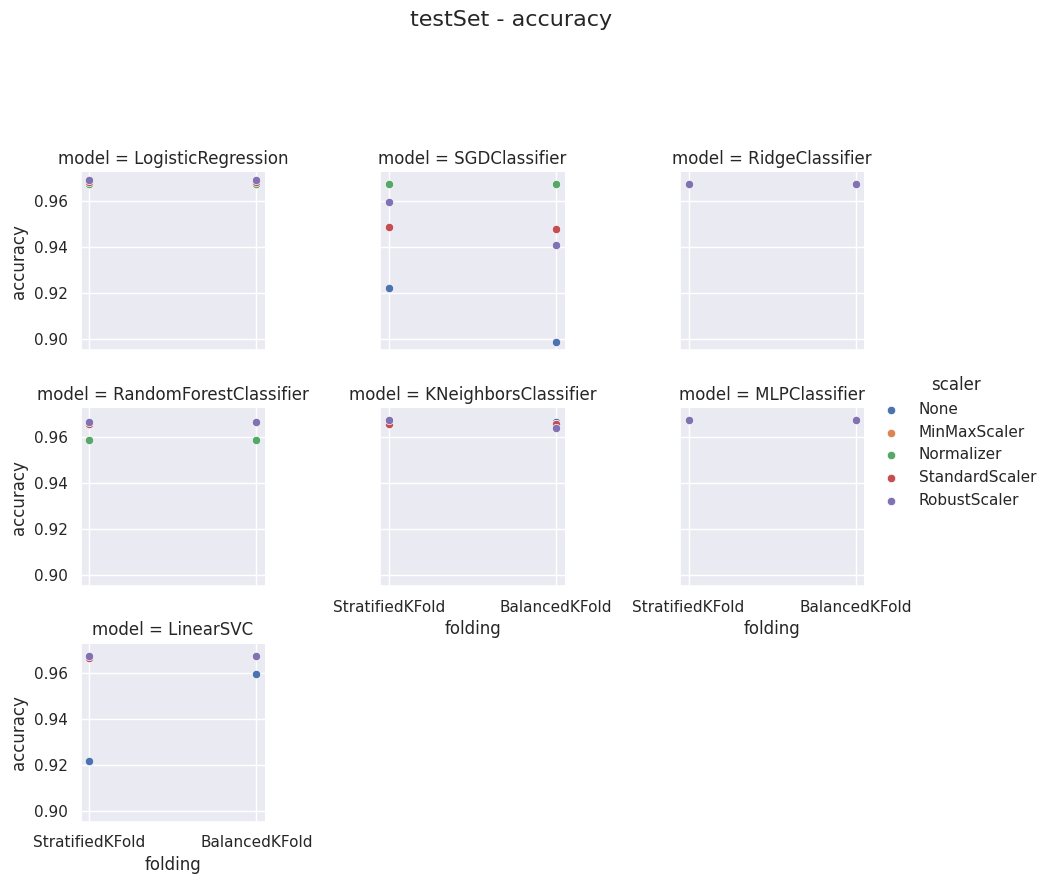 testSet - accuracy
model = LogisticRegression
model = SGDClassifier
model = RidgeClassifier
accuracy
0.96
0.94
0.92
0.90
model = RandomForestClassifier
model = KNeighborsClassifier
model = MLPClassifier
accuracy
0.96
0.94
0.92
0.90
StratifiedKFold
BalancedKFold
folding
StratifiedKFold
BalancedKFold
folding
scaler
None
MinMaxScaler
Normalizer
StandardScaler
RobustScaler
model = LinearSVC
accuracy
0.96
0.94
0.92
0.90
StratifiedKFold
BalancedKFold
folding